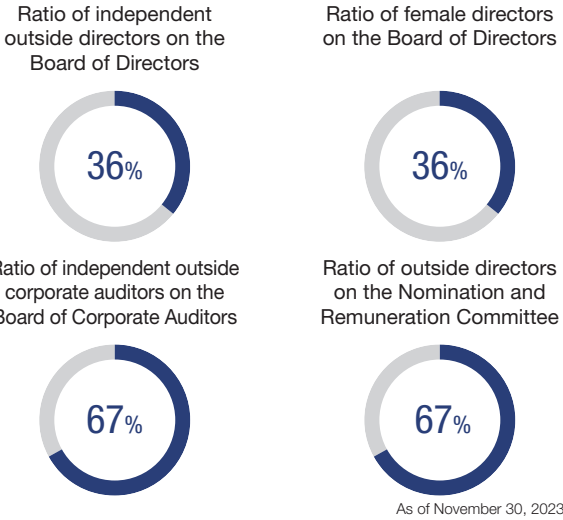 Ratio of independent
outside directors on the
Board of Directors
36%
Ratio of female directors
on the Board of Directors
36%
Ratio of independent outside
corporate auditors on the
Board of Corporate Auditors
67%
Ratio of outside directors
on the Nomination and
Remuneration Committee
67%
As of November 30, 2023